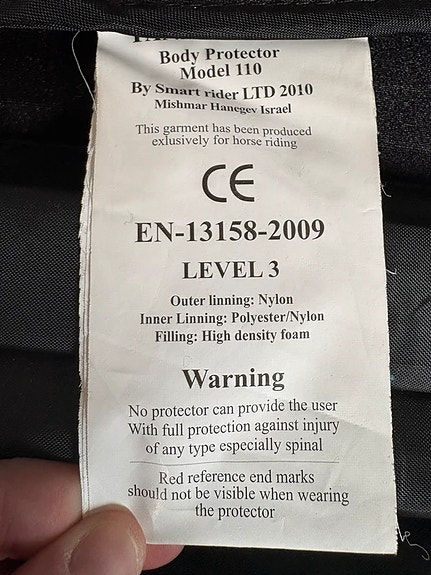 Body Protector
Model 110
By Smart rider LTD 2010
Mishmar Hanegev Israel
This garment has been produced
exlusively for horse riding
CE
EN-13158-2009
LEVEL 3
Outer linning: Nylon
Inner Linning: Polyester/Nylon
Filling: High density foam
Warning
No protector can provide the user
With full protection against injury
of any type especially spinal
Red reference end marks
should not be visible when wearing
the protector